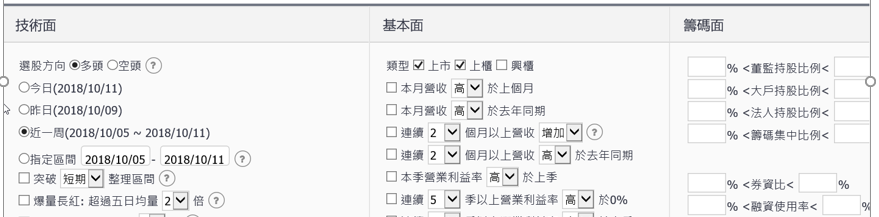 技術面
選股方向 多頭 空頭 ?
今日(2018/10/11)
昨日(2018/10/09)
近一周(2018/10/05 ~ 2018/10/11)
指定區間 2018/10/05 - 2018/10/11 ?
突破 短期 整理區間 ?
爆量長紅: 超過五日均量 2 倍 ?
基本面
類型 上市 上櫃 興櫃
本月營收 高 於上個月
本月營收 高 於去年同期
連續 2 個月以上營收 增加 ?
連續 2 個月以上營收 高 於去年同期
本季營業利益率 高 於上季
連續 5 季以上營業利益率 高 於0%
籌碼面
% <董監持股比例<
% <大戶持股比例<
% <法人持股比例<
% <籌碼集中比例<
% <券資比< %
% <融資使用率< %